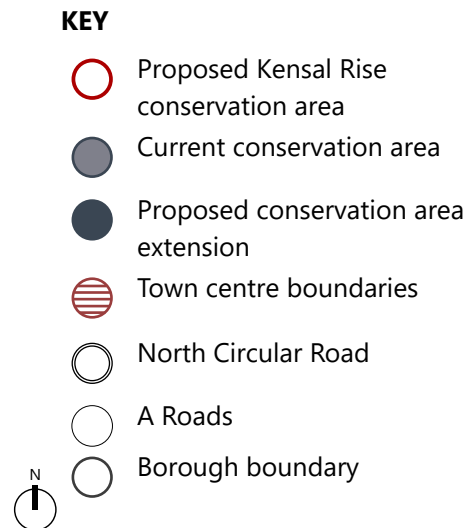 KEY
Proposed Kensal Rise
conservation area
Current conservation area
Proposed conservation area
extension
Town centre boundaries
North Circular Road
A Roads
Borough boundary
N